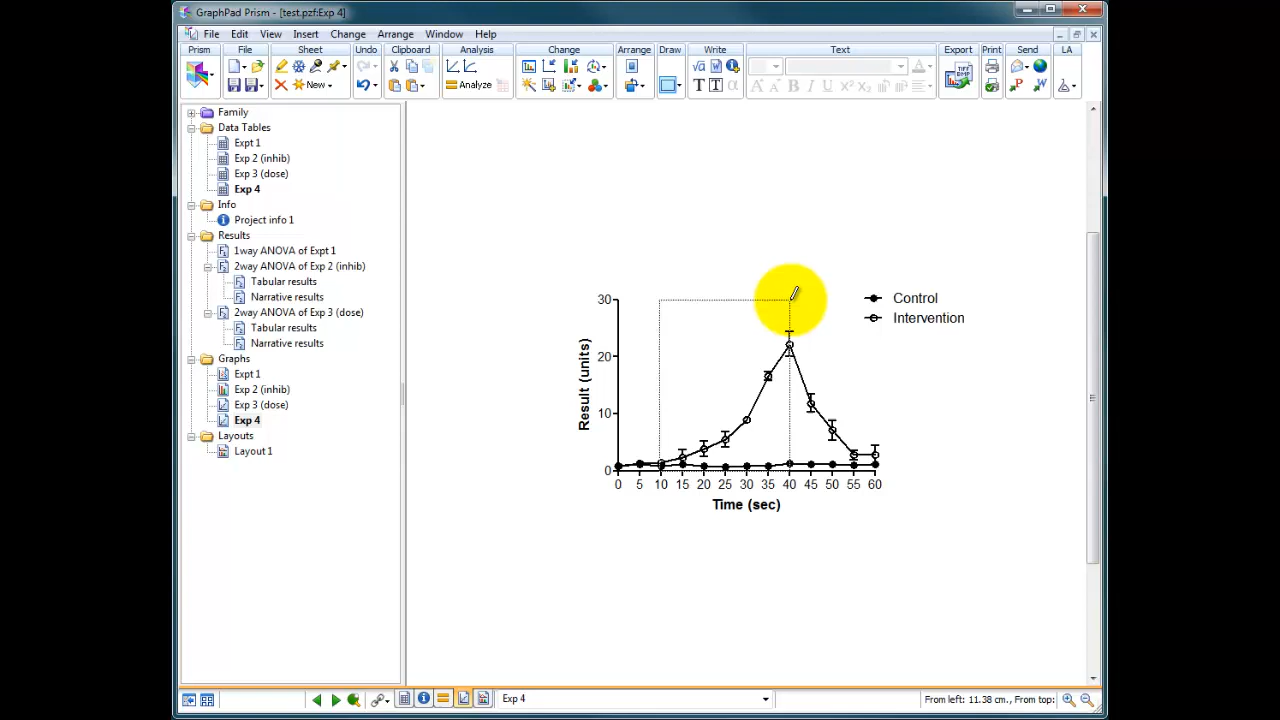 GraphPad Prism - [test.pzf:Exp 4]
File Edit View Insert Change Arrange Window Help
Prism File Sheet Undo Clipboard Analysis Change Arrange Draw Write Text Export Print Send LA
New
Analyze
Family
Data Tables
Expt 1
Exp 2 (inhib)
Exp 3 (dose)
Exp 4
Info
Project info 1
Results
1way ANOVA of Expt 1
2way ANOVA of Exp 2 (inhib)
Tabular results
Narrative results
2way ANOVA of Exp 3 (dose)
Tabular results
Narrative results
Graphs
Expt 1
Exp 2 (inhib)
Exp 3 (dose)
Exp 4
Layouts
Layout 1
30
20
10
0
Result (units)
0 5 10 15 20 25 30 35 40 45 50 55 60
Time (sec)
Control
Intervention
Exp 4
From left: 11.38 cm., From top: